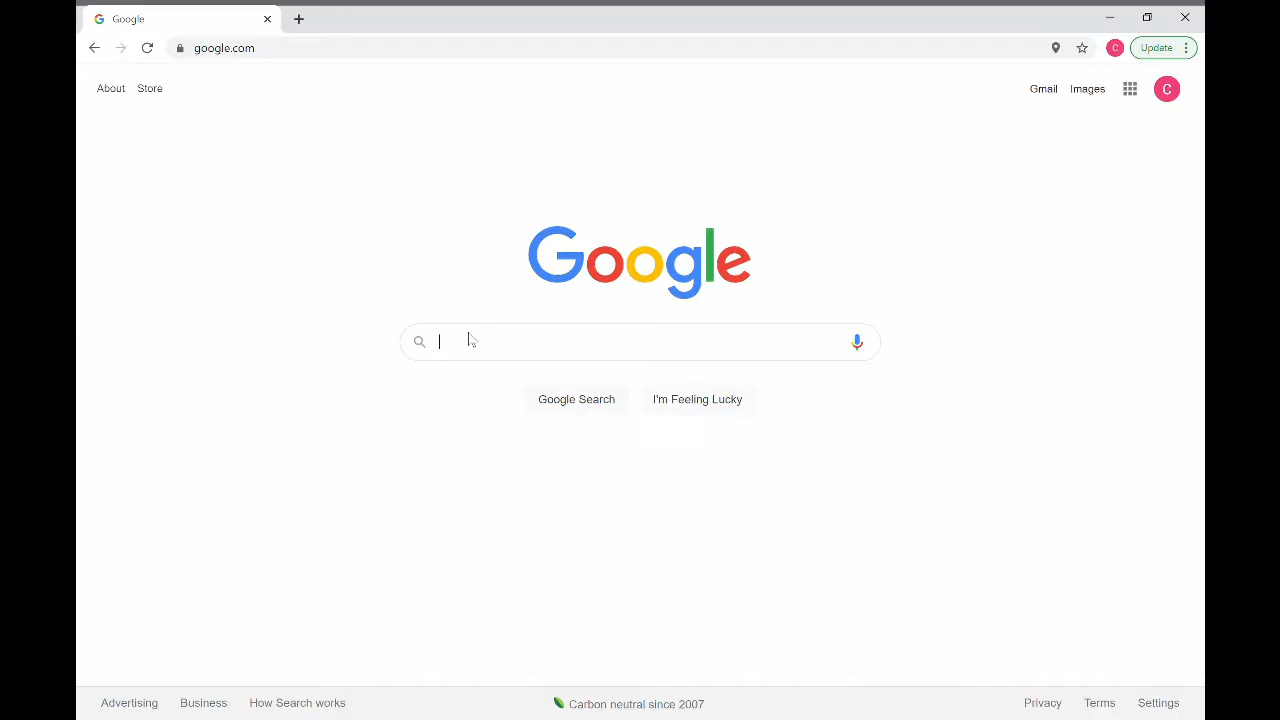 Google
google.com
C
Update
About Store
Gmail Images
C
Google
Google Search I'm Feeling Lucky
Advertising Business How Search works
Carbon neutral since 2007
Privacy Terms Settings